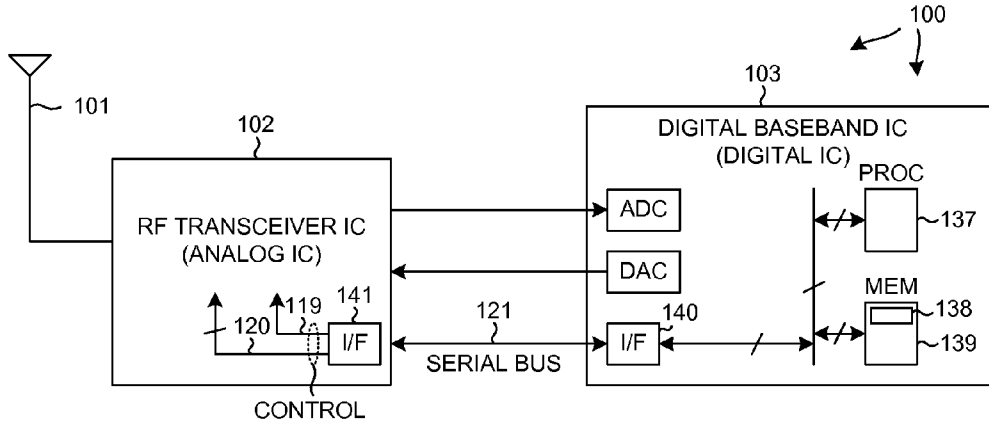 100
101
102
103
RF TRANSCEIVER IC
(ANALOG IC)
DIGITAL BASEBAND IC
(DIGITAL IC)
ADC
DAC
PROC
137
MEM
138
139
119
120
141
I/F
121
SERIAL BUS
140
I/F
CONTROL